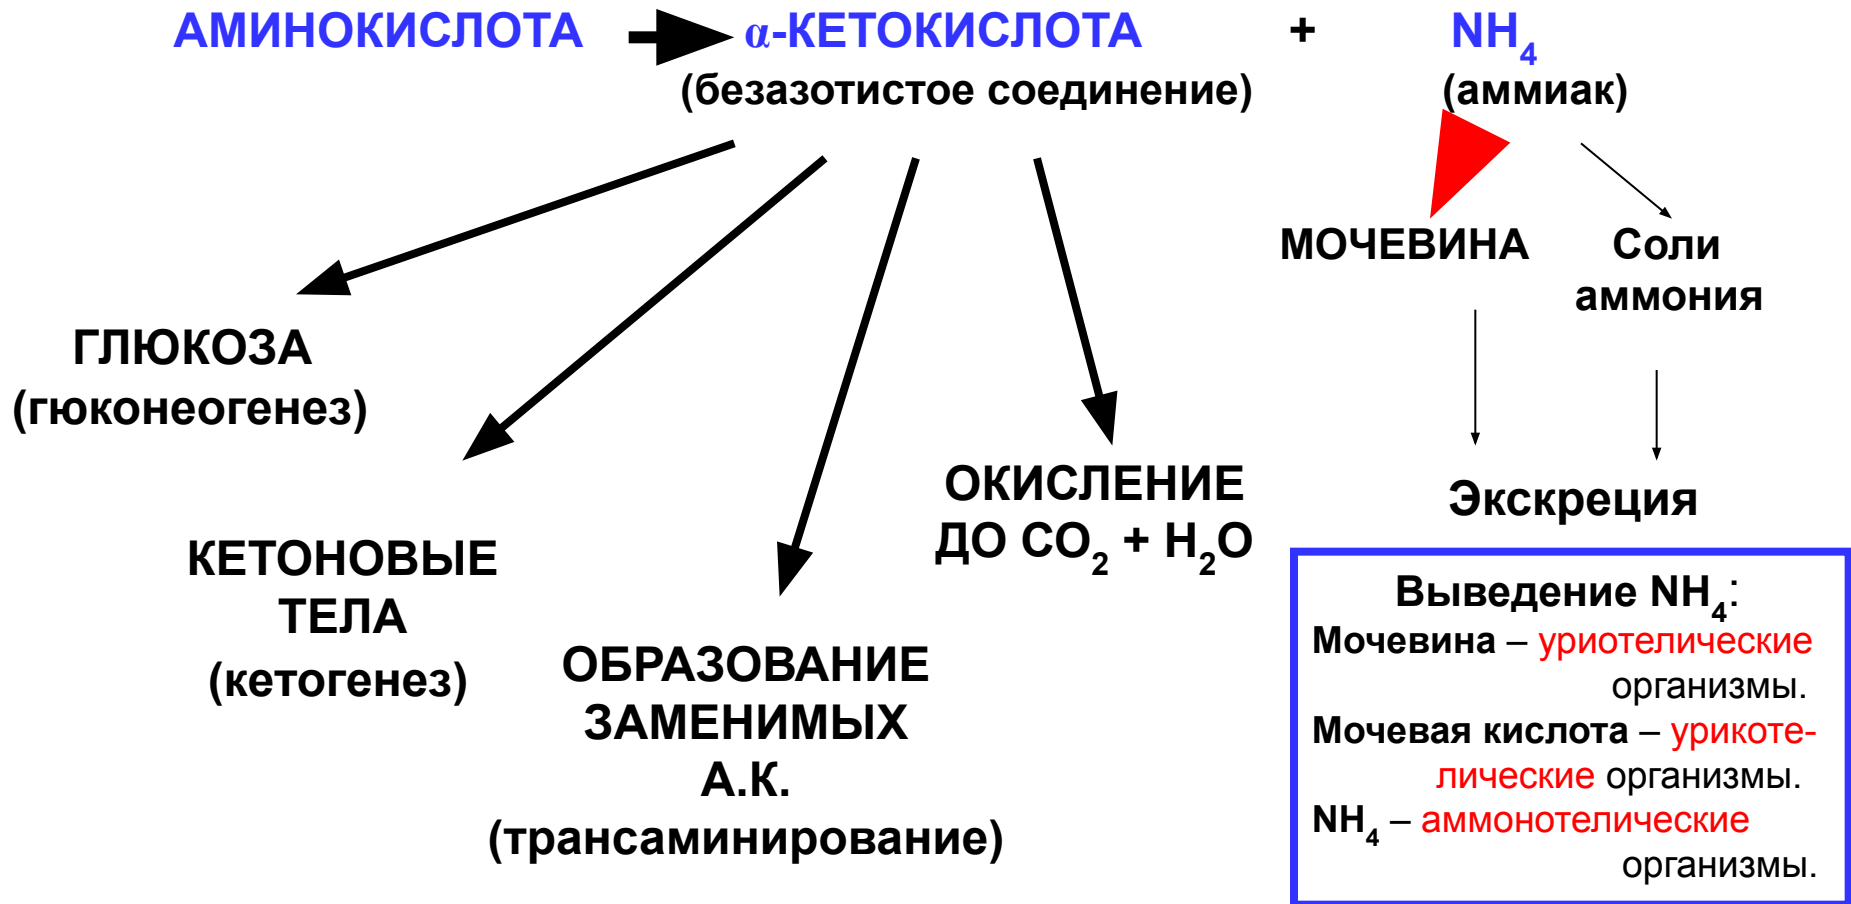 АМИНОКИСЛОТА α-КЕТОКИСЛОТА + NH₄
(безазотистое соединение) (аммиак)
МОЧЕВИНА
Соли
аммония
ГЛЮКОЗА
(гюконеогенез)
КЕТОНОВЫЕ
ТЕЛА
(кетогенез)
ОБРАЗОВАНИЕ
ЗАМЕНИМЫХ
А.К.
(трансаминирование)
ОКИСЛЕНИЕ
ДО CO₂ + H₂O
Экскреция
Выведение NH₄:
Мочевина – уриотелические
организмы.
Мочевая кислота – урикоте-
лические организмы.
NH₄ – аммонотелические
организмы.